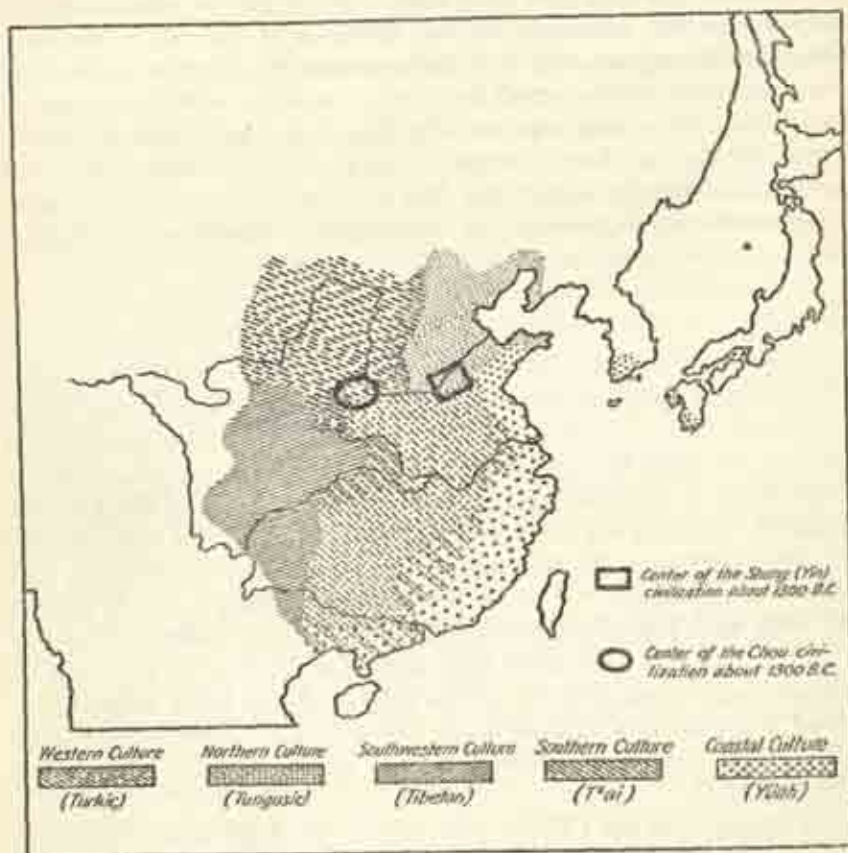 Center of the Shang (Yin)
civilization about 1300 B.C.
Center of the Chou civi-
lization about 1300 B.C.
Western Culture
(Turkic)
Northern Culture
(Tungusic)
Southwestern Culture
(Tibetan)
Southern Culture
(T'ai)
Coastal Culture
(Yüeh)